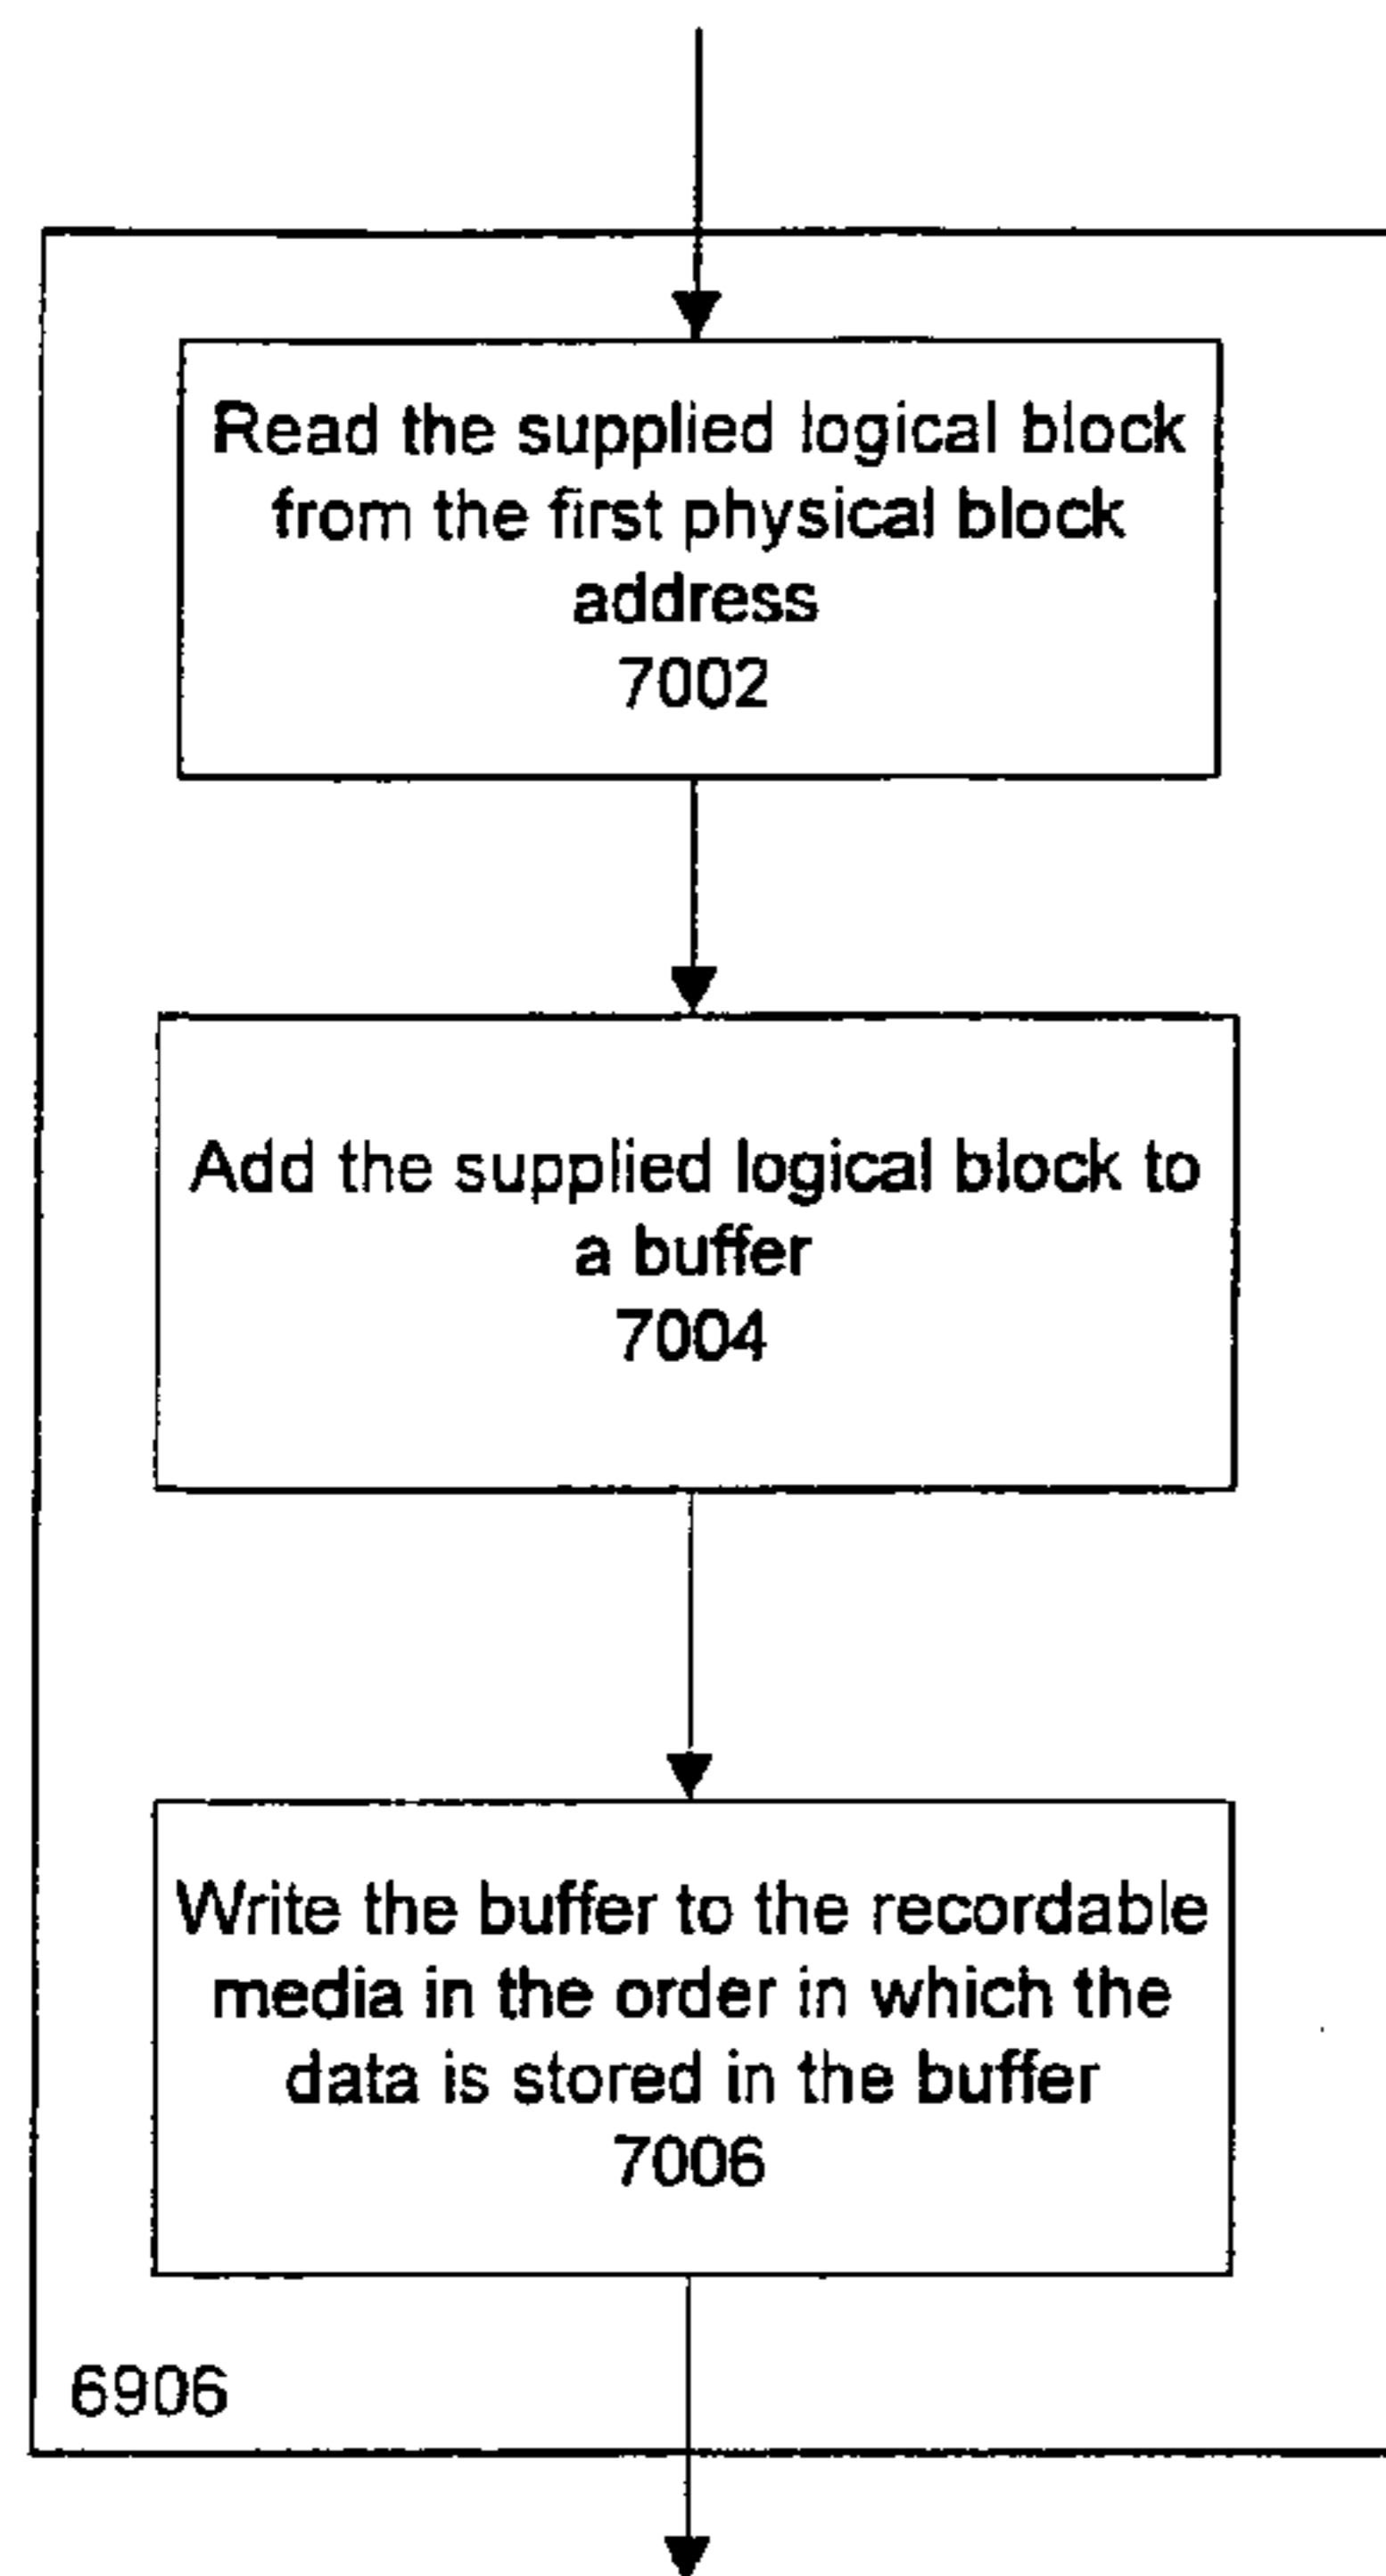 Read the supplied logical block
from the first physical block
address
7002
Add the supplied logical block to
a buffer
7004
Write the buffer to the recordable
media in the order in which the
data is stored in the buffer
7006
6906